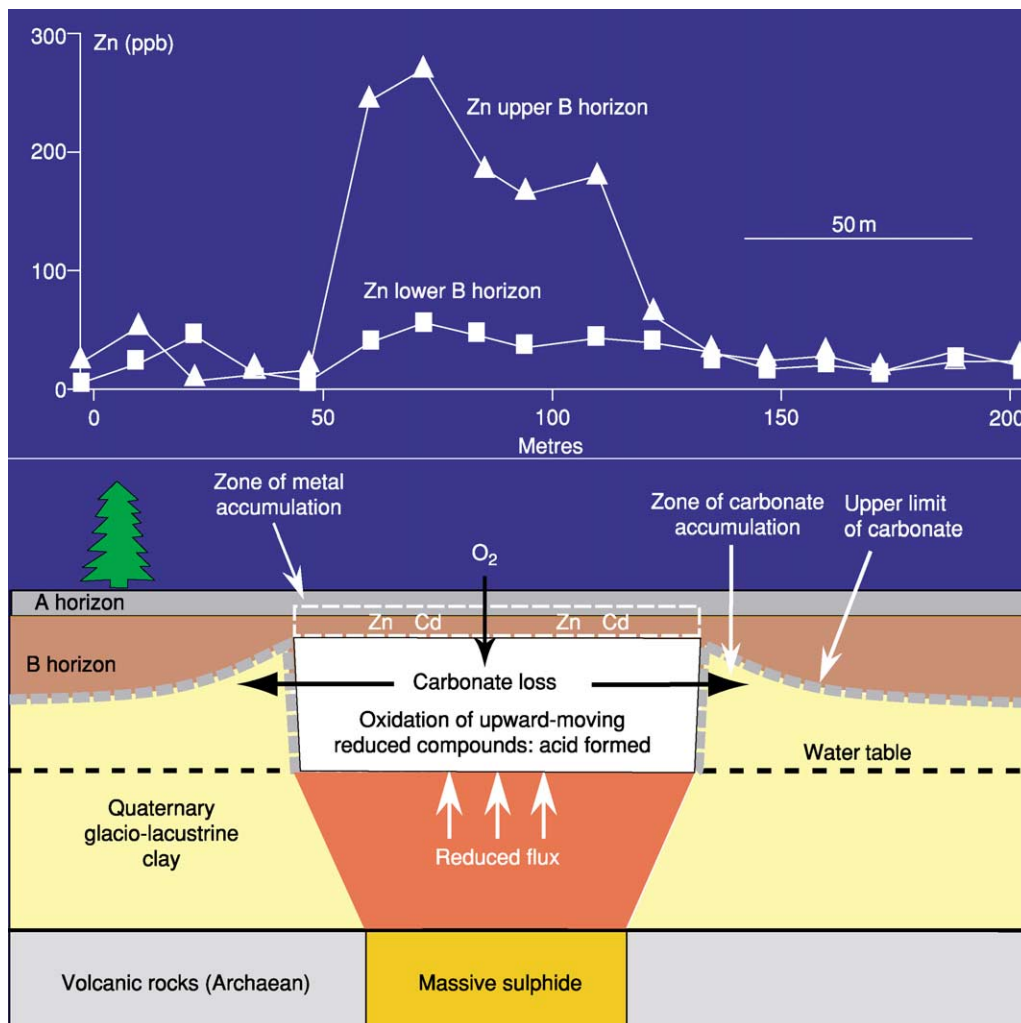 300
Zn (ppb)
Zn upper B horizon
200
50 m
100
Zn lower B horizon
0
0
50
100
150
200
Metres
Zone of metal
accumulation
Zone of carbonate
accumulation
Upper limit
of carbonate
O2
A horizon
Zn Cd
Zn Cd
B horizon
Carbonate loss
Oxidation of upward-moving
reduced compounds: acid formed
Water table
Quaternary
glacio-lacustrine
clay
Reduced flux
Volcanic rocks (Archaean)
Massive sulphide